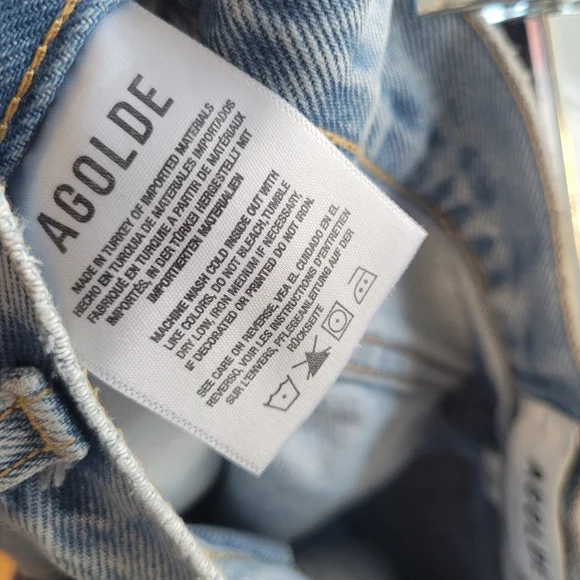 AGOLDE
MADE IN TURKEY OF IMPORTED MATERIALS
HECHO EN TURQUIA DE MATERIALES IMPORTADOS
FABRIQUÉ EN TURQUIE A PARTIR DE MATÉRIAUX
IMPORTÉS, IN DER TÜRKEI HERGESTELLT MIT
IMPORTIERTEN MATERIALIEN
MACHINE WASH COLD INSIDE OUT WITH
LIKE COLORS, DO NOT BLEACH, TUMBLE
DRY LOW, IRON MEDIUM IF NECESSARY,
IF DECORATED OR PRINTED DO NOT IRON.
SEE CARE ON REVERSE, VEA EL CUIDADO EN EL
REVERSO, VOIR LES INSTRUCTIONS D'ENTRETIEN
SUR L'ENVERS, PFLEGEANLEITUNG AUF DER
RÜCKSEITE